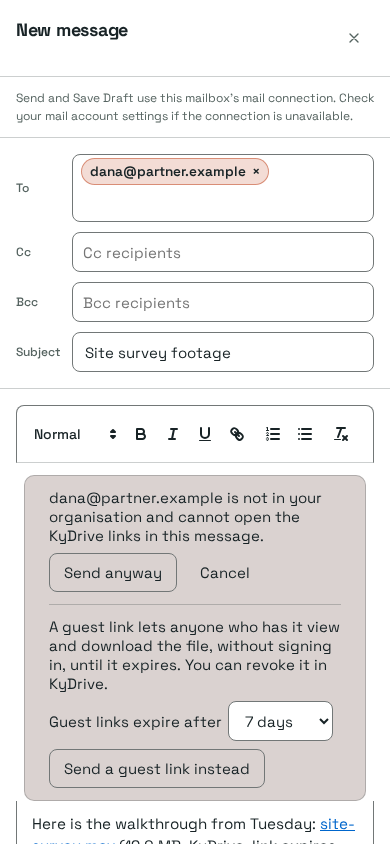 New message
×
Send and Save Draft use this mailbox's mail connection. Check
your mail account settings if the connection is unavailable.
To
dana@partner.example ×
Cc
Cc recipients
Bcc
Bcc recipients
Subject
Site survey footage
Normal
dana@partner.example is not in your
organisation and cannot open the
KyDrive links in this message.
Send anyway
Cancel
A guest link lets anyone who has it view
and download the file, without signing
in, until it expires. You can revoke it in
KyDrive.
Guest links expire after
7 days
Send a guest link instead
Here is the walkthrough from Tuesday: site-